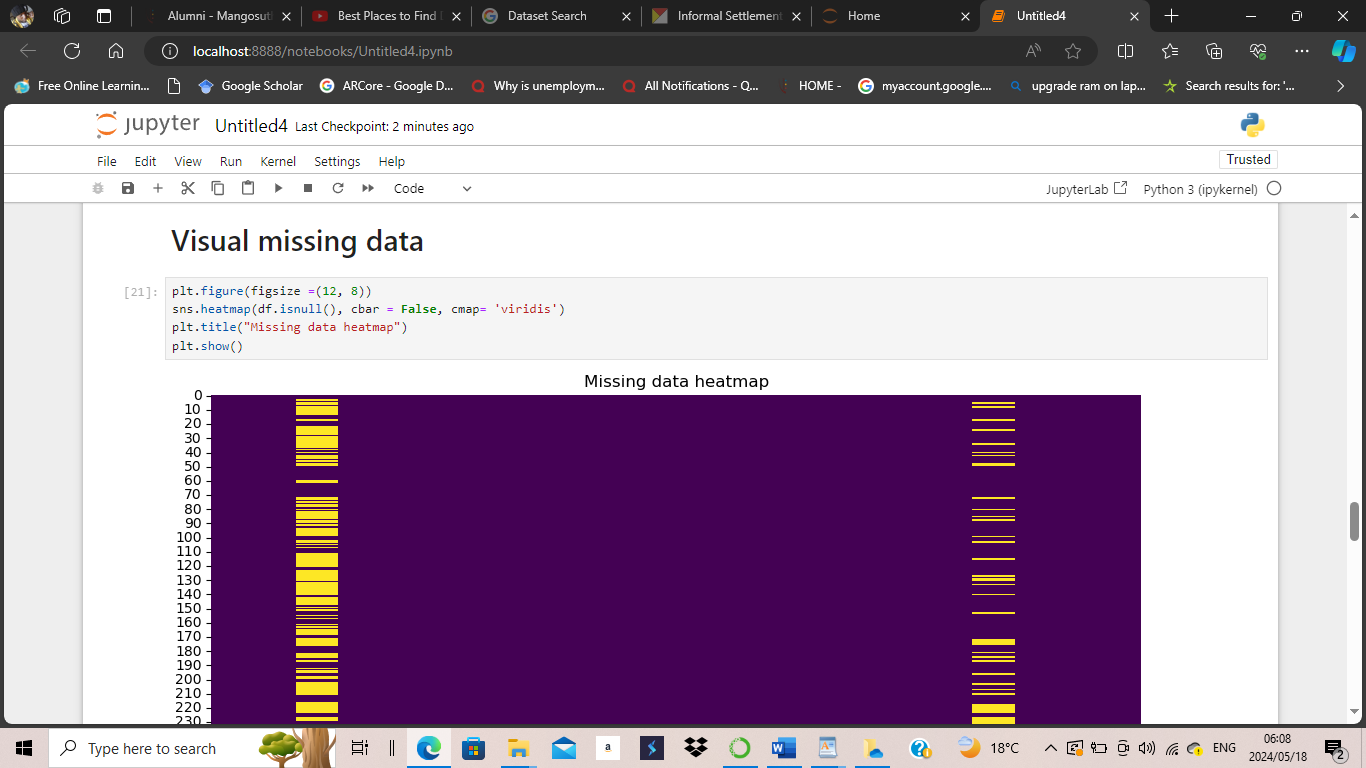 Alumni - Mangosut
Best Places to Find
Dataset Search
Informal Settlement
Home
Untitled4
localhost:8888/notebooks/Untitled4.ipynb
Free Online Learnin...
Google Scholar
ARCore - Google D...
Why is unemploym...
All Notifications - Q...
HOME -
myaccount.google....
upgrade ram on lap...
Search results for: '...
jupyter
Untitled4 Last Checkpoint: 2 minutes ago
File Edit View Run Kernel Settings Help
Trusted
Code
JupyterLab
Python 3 (ipykernel)
Visual missing data
[21]:
plt.figure(figsize =(12, 8))
sns.heatmap(df.isnull(), cbar = False, cmap= 'viridis')
plt.title("Missing data heatmap")
plt.show()
Missing data heatmap
0
10
20
30
40
50
60
70
80
90
100
110
120
130
140
150
160
170
180
190
200
210
220
230
Type here to search
a
18°C
ENG
06:08
2024/05/18
2